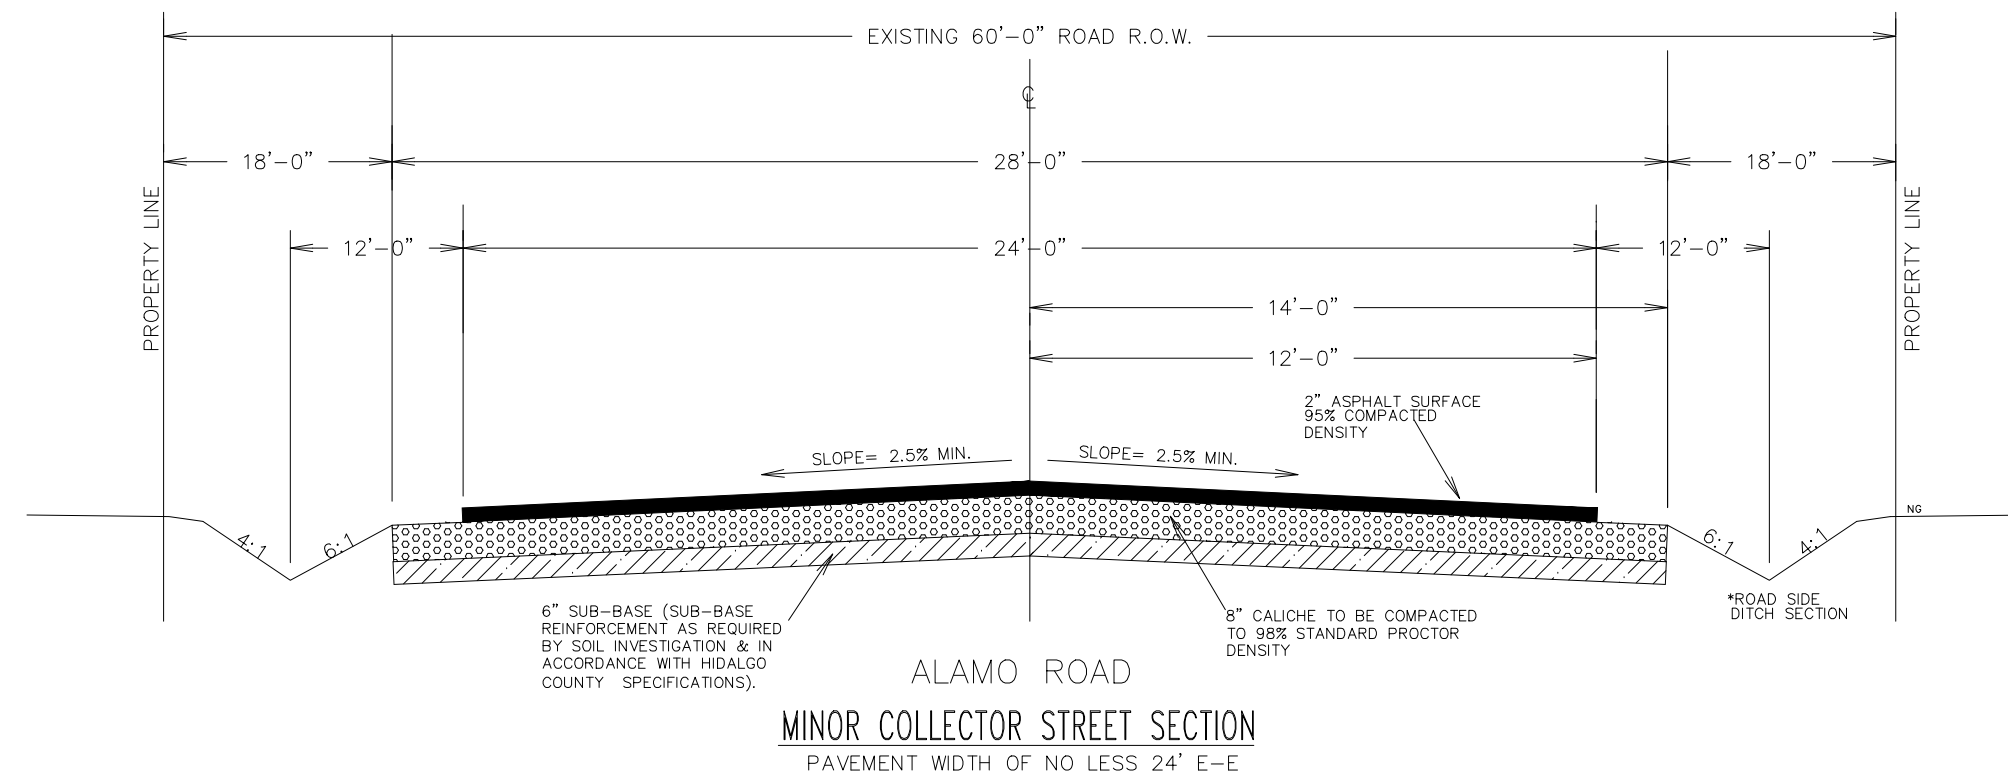 EXISTING 60'-0" ROAD R.O.W.
℄
18'-0"
28'-0"
18'-0"
PROPERTY LINE
PROPERTY LINE
12'-0"
24'-0"
12'-0"
14'-0"
12'-0"
2" ASPHALT SURFACE
95% COMPACTED
DENSITY
SLOPE= 2.5% MIN.
SLOPE= 2.5% MIN.
NG
4:1
6:1
6:1
4:1
*ROAD SIDE
DITCH SECTION
6" SUB-BASE (SUB-BASE
REINFORCEMENT AS REQUIRED
BY SOIL INVESTIGATION & IN
ACCORDANCE WITH HIDALGO
COUNTY SPECIFICATIONS).
8" CALICHE TO BE COMPACTED
TO 98% STANDARD PROCTOR
DENSITY
ALAMO ROAD
MINOR COLLECTOR STREET SECTION
PAVEMENT WIDTH OF NO LESS 24' E-E